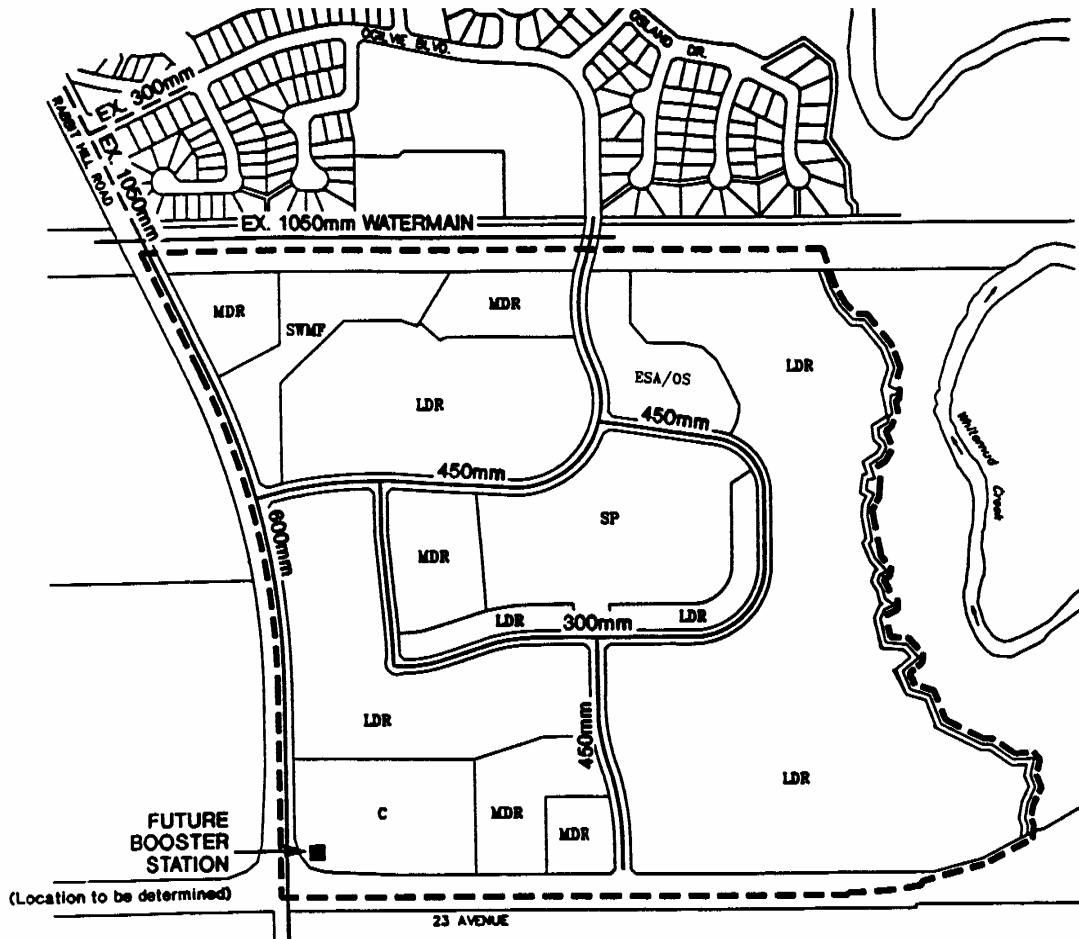 OGILVIE BLVD.
OSLAND DR.
EX. 300mm
RABBIT HILL ROAD
EX. 1050mm
EX. 1050mm WATERMAIN
MDR
SWMF
MDR
LDR
ESA/OS
LDR
Whitemud Creek
450mm
450mm
600mm
SP
MDR
LDR
300mm
LDR
LDR
450mm
LDR
C
MDR
MDR
FUTURE
BOOSTER
STATION
(Location to be determined)
23 AVENUE